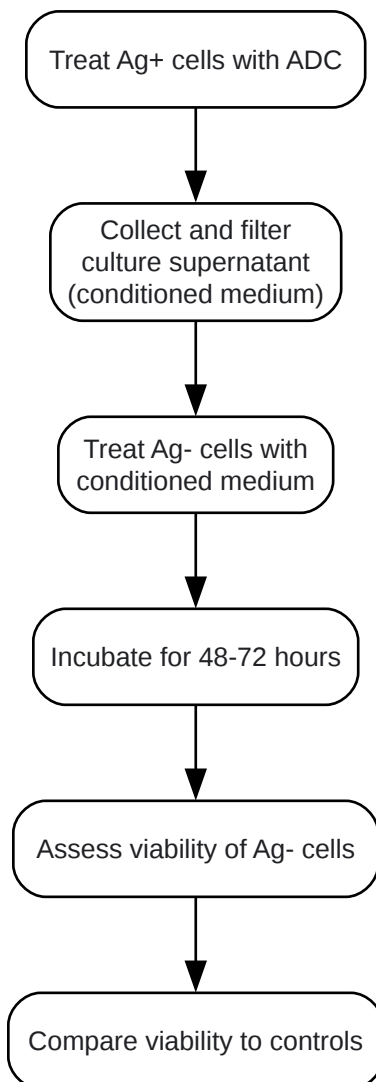 Treat Ag+ cells with ADC
Collect and filter
culture supernatant
(conditioned medium)
Treat Ag- cells with
conditioned medium
Incubate for 48-72 hours
Assess viability of Ag- cells
Compare viability to controls